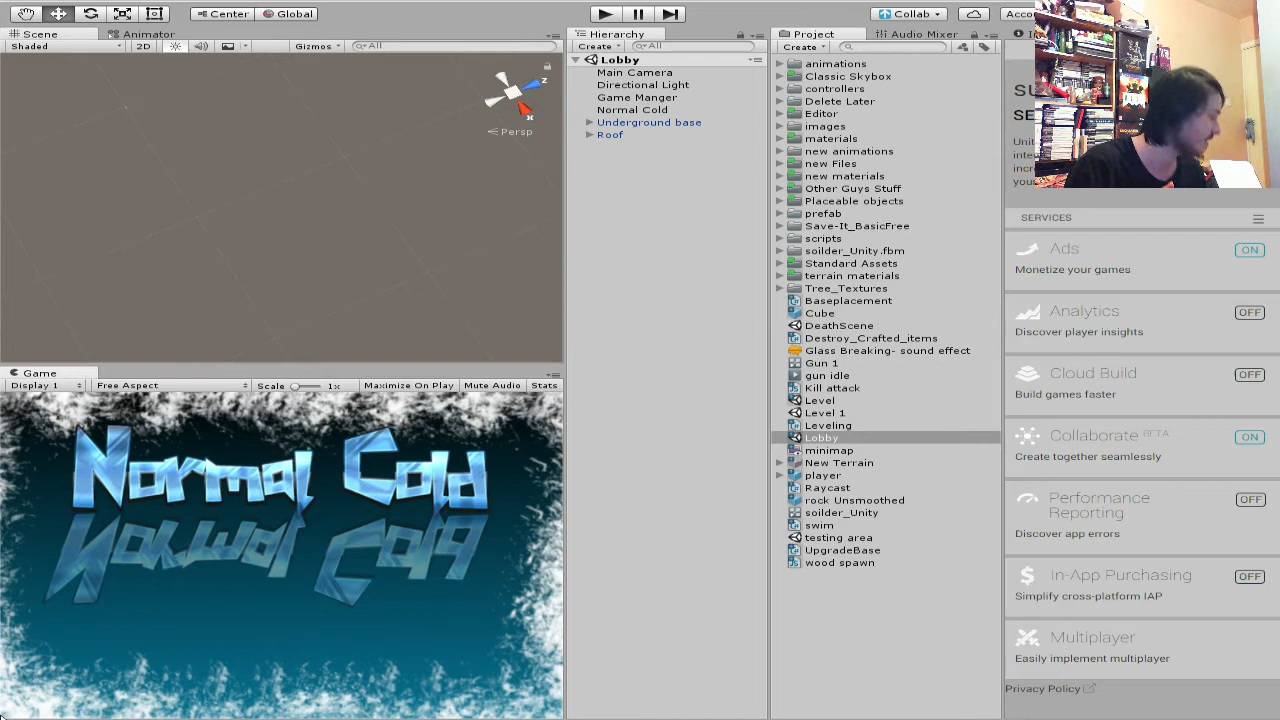 Center
Global
Collab
Accou
Scene
Animator
Shaded
2D
Gizmos
All
z
x
Persp
Game
Display 1
Free Aspect
Scale
1x
Maximize On Play
Mute Audio
Stats
Normal Cold
Normal Cold
Hierarchy
Create
All
Lobby
Main Camera
Directional Light
Game Manger
Normal Cold
Underground base
Roof
Project
Audio Mixer
Create
animations
Classic Skybox
controllers
Delete Later
Editor
images
materials
new animations
new Files
new materials
Other Guys Stuff
Placeable objects
prefab
Save-It_BasicFree
scripts
soilder_Unity.fbm
Standard Assets
terrain materials
Tree_Textures
Baseplacement
Cube
DeathScene
Destroy_Crafted_items
Glass Breaking- sound effect
Gun 1
gun idle
Kill attack
Level
Level 1
Leveling
Lobby
minimap
New Terrain
player
Raycast
rock Unsmoothed
soilder_Unity
swim
testing area
UpgradeBase
wood spawn
SERVICES
Ads
ON
Monetize your games
Analytics
OFF
Discover player insights
Cloud Build
OFF
Build games faster
Collaborate BETA
ON
Create together seamlessly
Performance
Reporting
OFF
Discover app errors
In-App Purchasing
OFF
Simplify cross-platform IAP
Multiplayer
Easily implement multiplayer
Privacy Policy